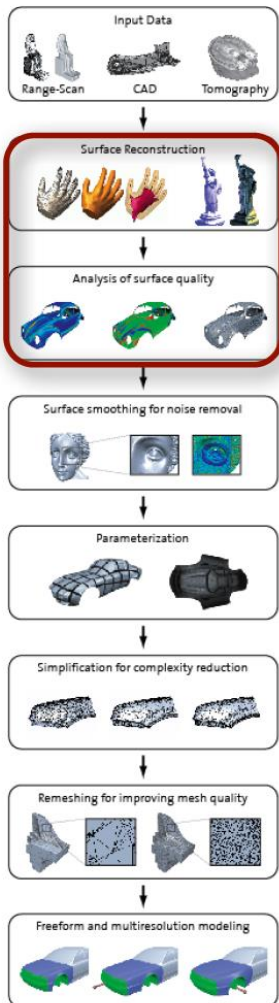 Input Data
Range-Scan CAD Tomography
Surface Reconstruction
Analysis of surface quality
Surface smoothing for noise removal
Parameterization
Simplification for complexity reduction
Remeshing for improving mesh quality
Freeform and multiresolution modeling